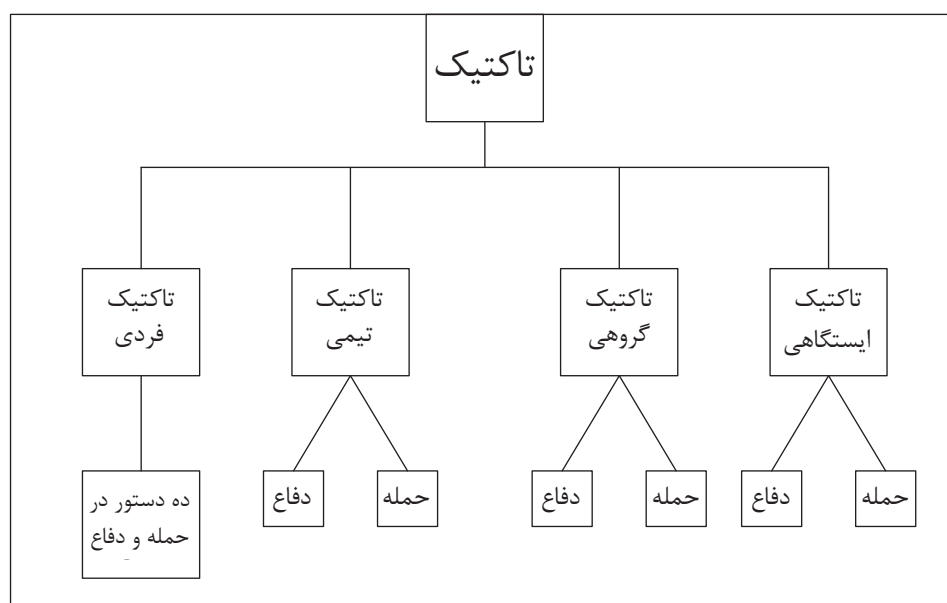 تاکتیک
تاکتیک
ایستگاهی
تاکتیک
گروهی
تاکتیک
تیمی
تاکتیک
فردی
حمله
دفاع
حمله
دفاع
حمله
دفاع
ده دستور در
حمله و دفاع